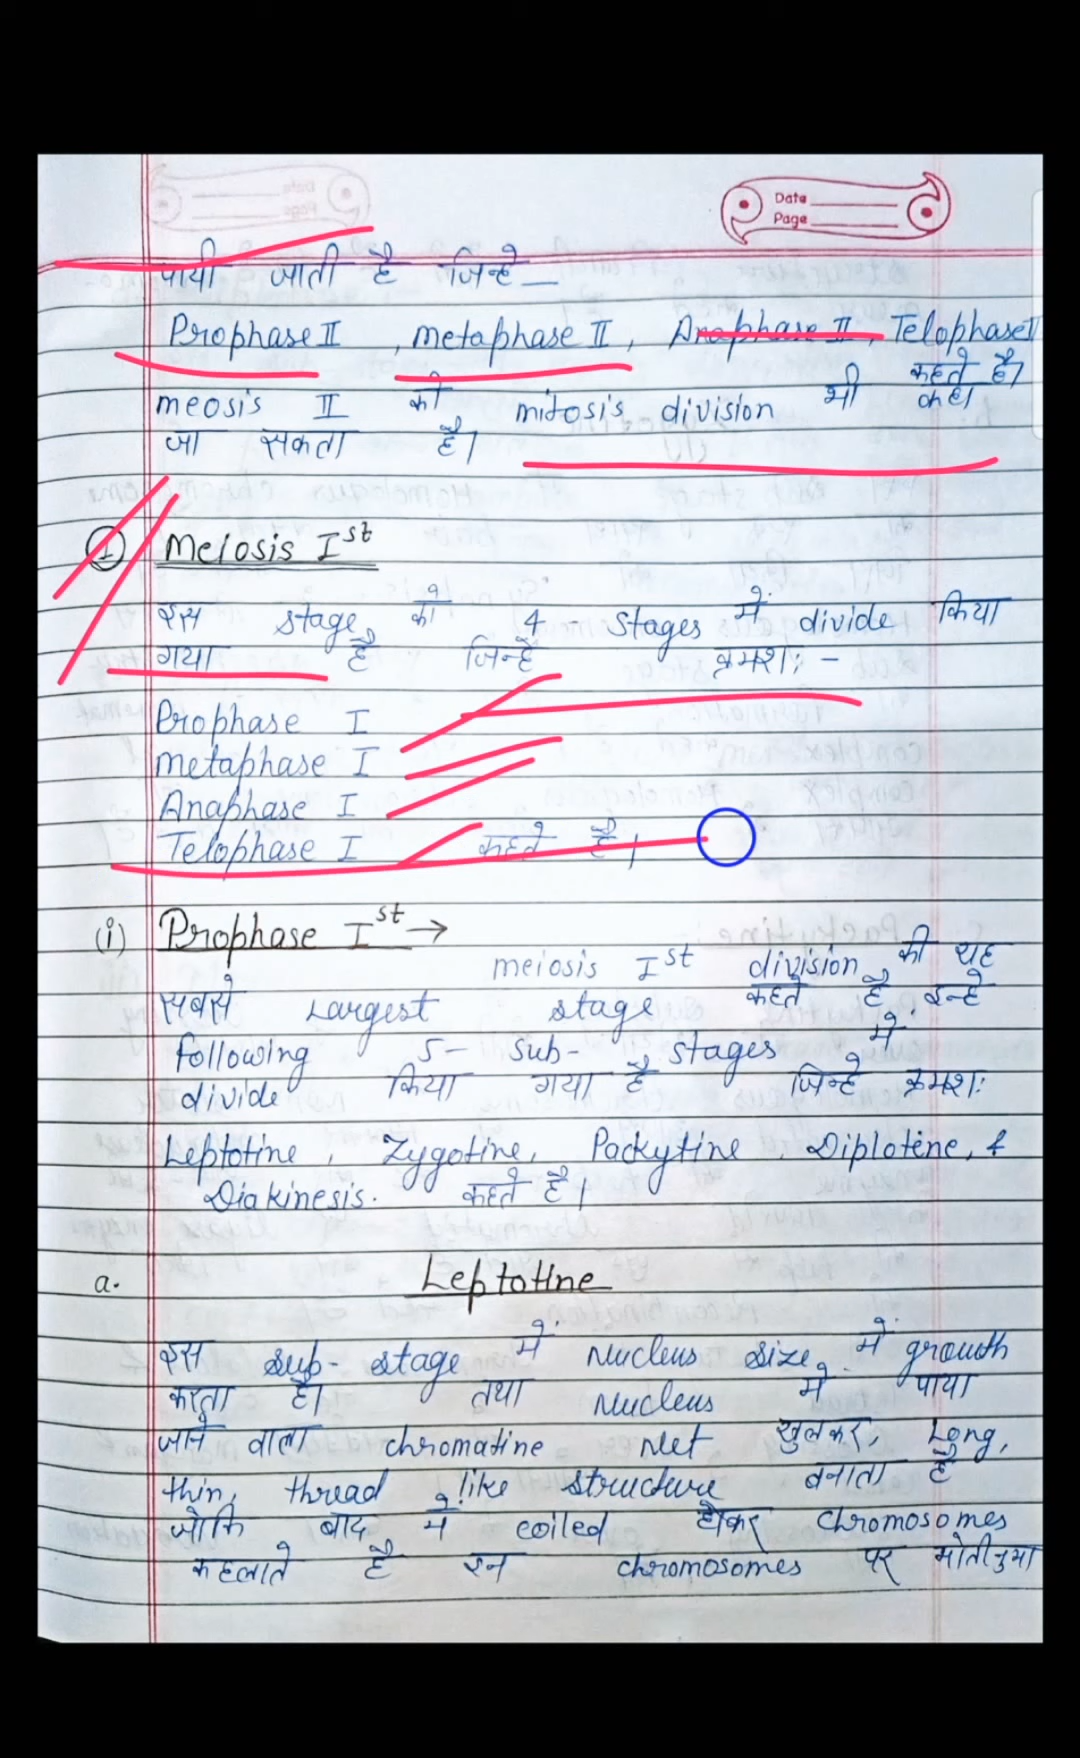 Date
Page
पायी जाती है जिन्हे—
Prophase II , metaphase II, Anaphase II, Telophase II
कहते है।
meosis II को mitosis division भी कहा
जा सकता है।
① Meiosis Ist
इस stage को 4 stages में divide किया
गया है जिन्हें क्रमशः -
Prophase I
metaphase I
Anaphase I
Telophase I कहते है।
(i) Prophase Ist →
meiosis Ist division की यह
सबसे Largest stage कहते है इन्हे
following 5- sub- stages में
divide किया गया है जिन्हे क्रमशः
Leptotine , Zygotine, Packytine , Diplotene, &
Diakinesis. कहते है।
a. Leptotine
इस sub- stage में nucleus size में growth
करता है। तथा nucleus में पाया
जाने वाला chromatine Net खुलकर, Long,
thin, thread like structure बनाता है
जोकि बाद में coiled होकर chromosomes
कहलाते है इन chromosomes पर मोतीनुमा